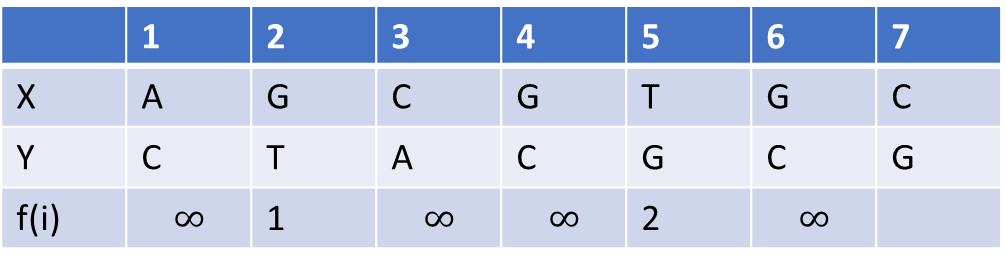 1 2 3 4 5 6 7
X A G C G T G C
Y C T A C G C G
f(i) ∞ 1 ∞ ∞ 2 ∞